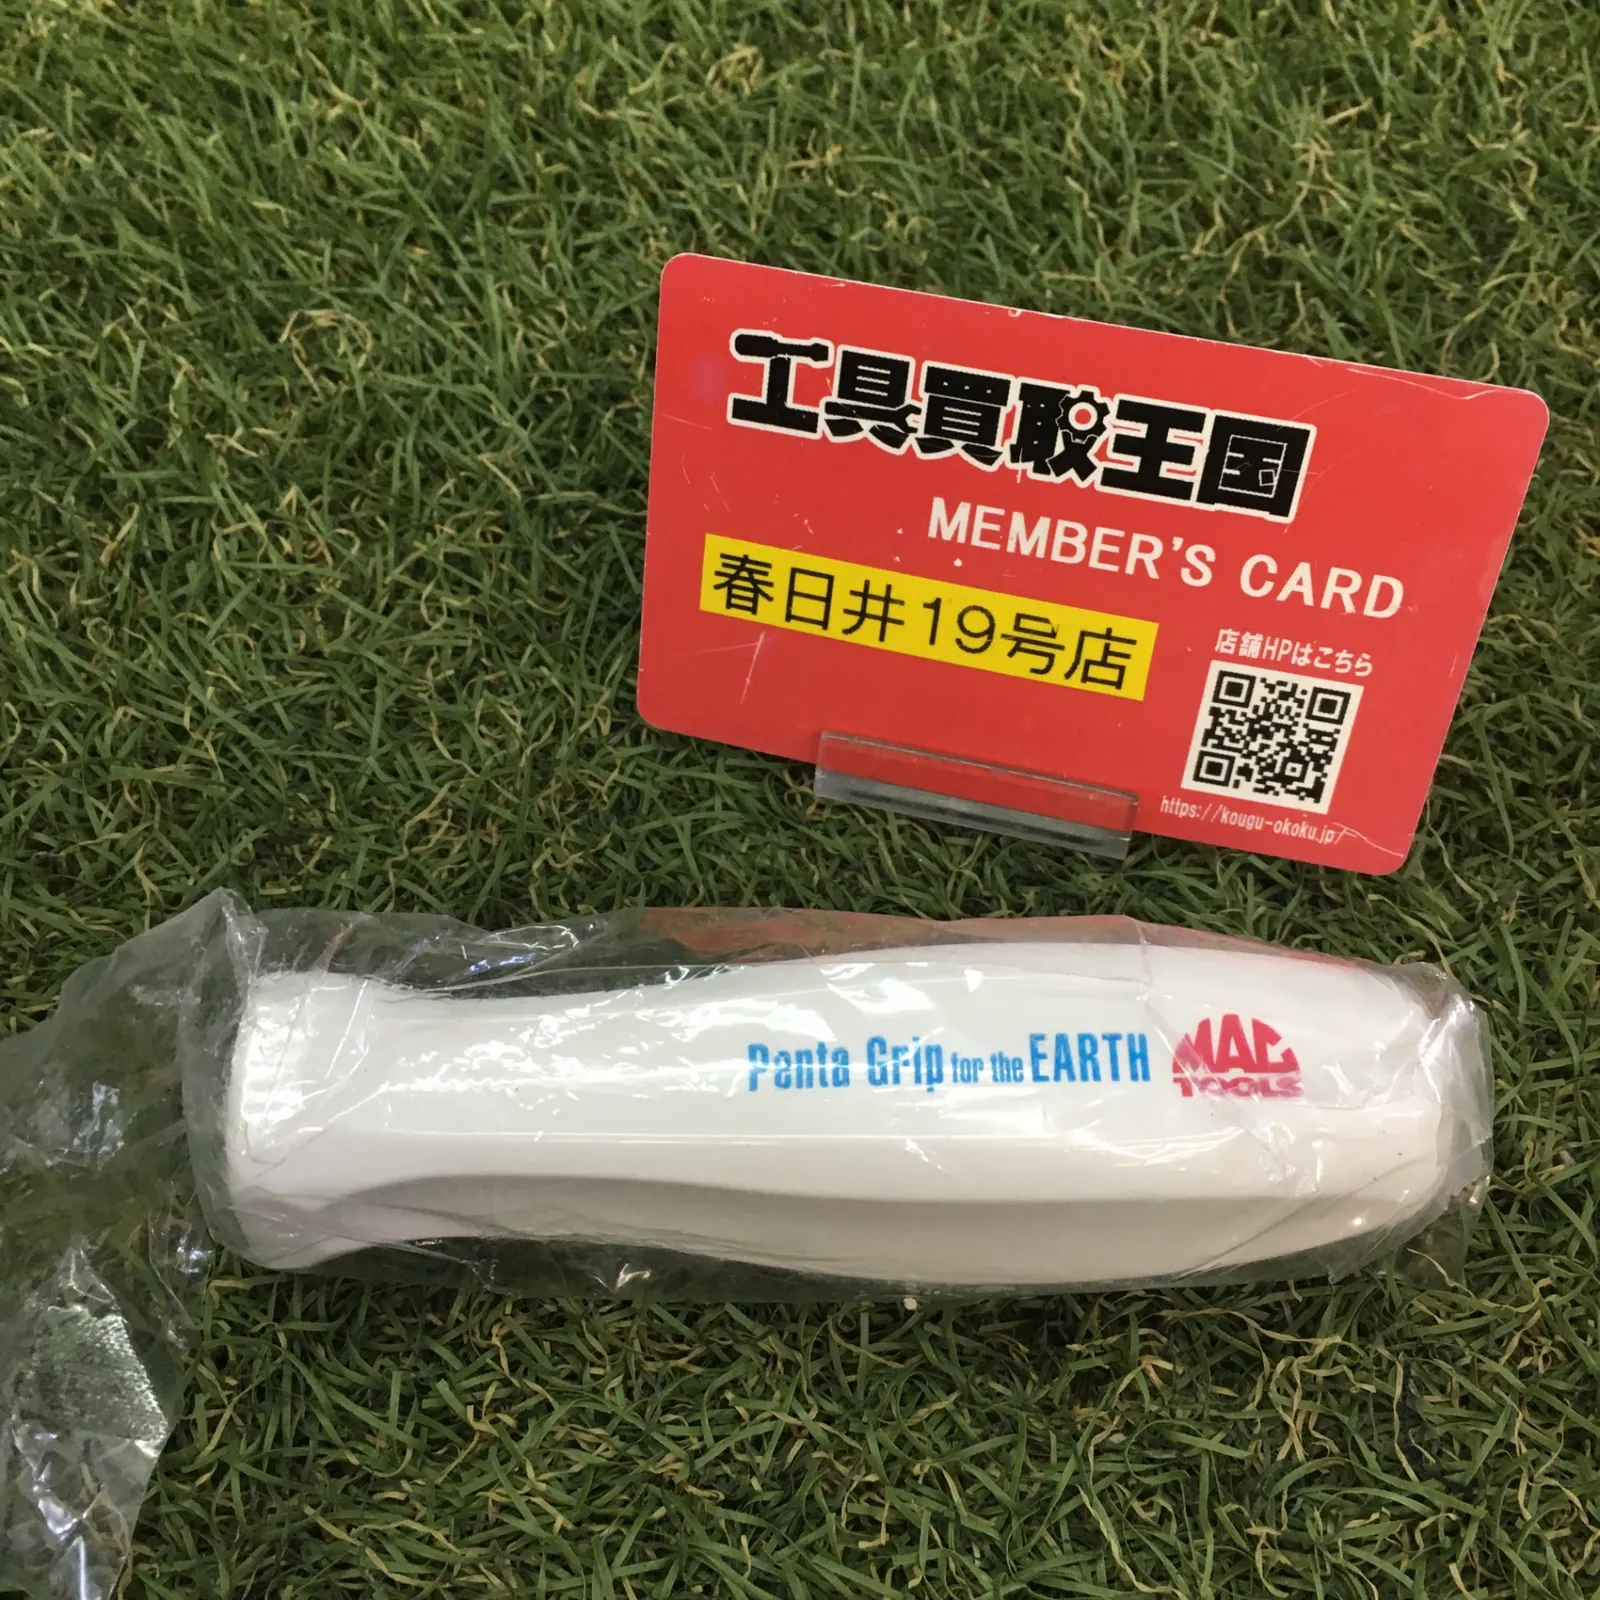 工具買取王国
MEMBER'S CARD
春日井19号店
店舗HPはこちら
https://kougu-okoku.jp/
Penta Grip for the EARTH
MAC
TOOLS